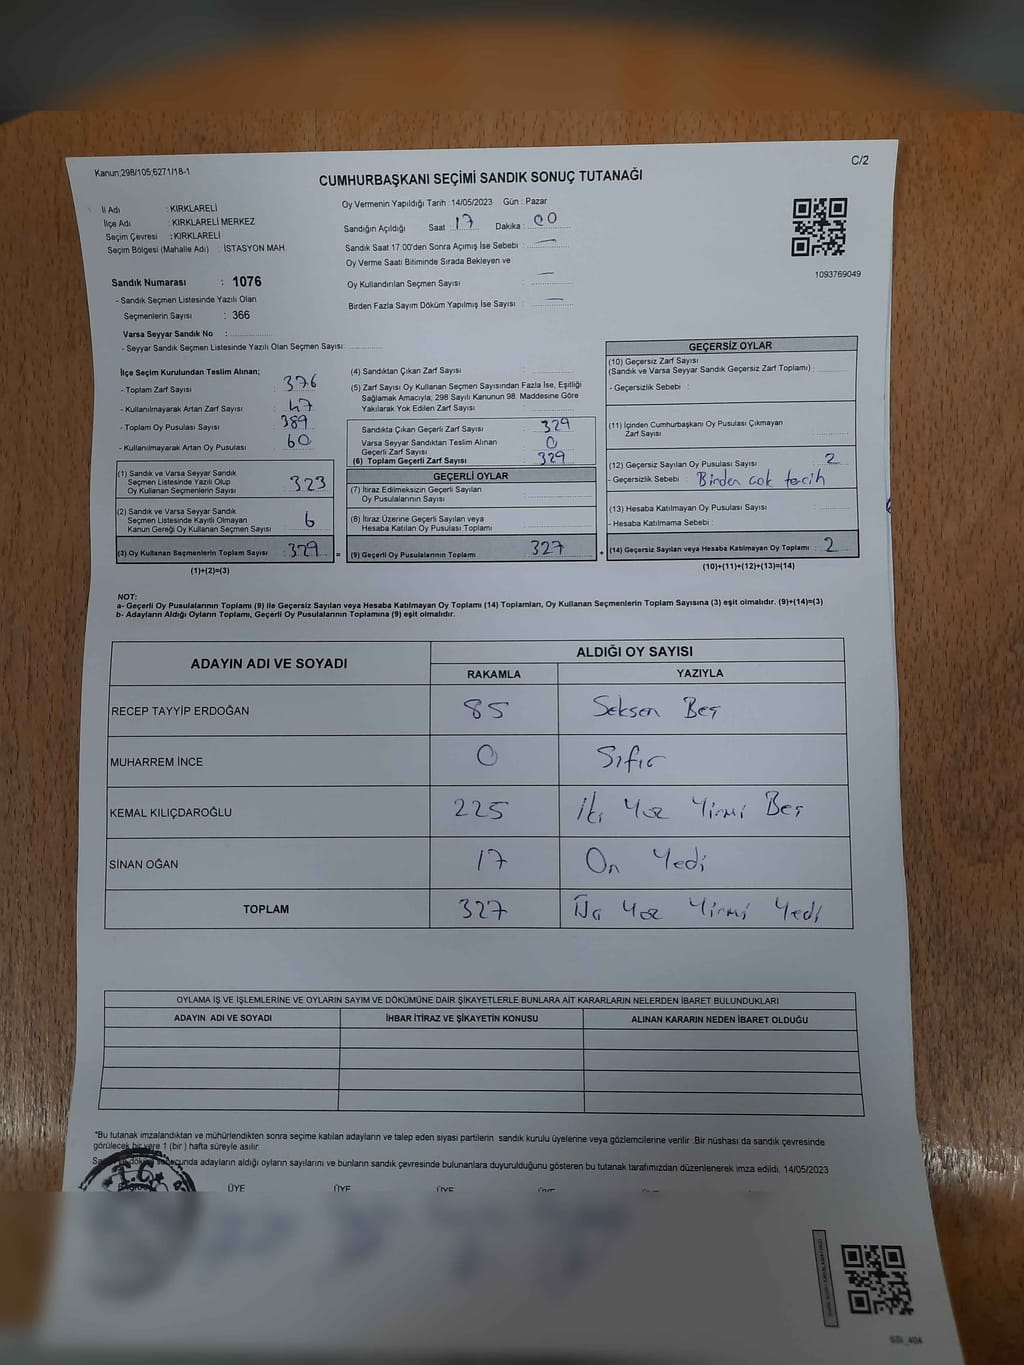 Kanun;298/105;6271/18-1
C/2
CUMHURBAŞKANI SEÇİMİ SANDIK SONUÇ TUTANAĞI
İl Adı : KIRKLARELİ
İlçe Adı : KIRKLARELİ MERKEZ
Seçim Çevresi : KIRKLARELİ
Seçim Bölgesi (Mahalle Adı) : İSTASYON MAH.
Sandık Numarası : 1076
- Sandık Seçmen Listesinde Yazılı Olan
Seçmenlerin Sayısı : 366
Varsa Seyyar Sandık No :
- Seyyar Sandık Seçmen Listesinde Yazılı Olan Seçmen Sayısı:
Oy Vermenin Yapıldığı Tarih : 14/05/2023 Gün : Pazar
Sandığın Açıldığı Saat : 17 Dakika : 00
Sandık Saat 17:00'den Sonra Açımış İse Sebebi : —
Oy Verme Saati Bitiminde Sırada Bekleyen ve
Oy Kullandırılan Seçmen Sayısı : —
Birden Fazla Sayım Döküm Yapılmış İse Sayısı : —
1093769049
İlçe Seçim Kurulundan Teslim Alınan;
- Toplam Zarf Sayısı : 376
- Kullanılmayarak Artan Zarf Sayısı : 47
- Toplam Oy Pusulası Sayısı : 389
- Kullanılmayarak Artan Oy Pusulası : 60
(1) Sandık ve Varsa Seyyar Sandık
Seçmen Listesinde Yazılı Olup
Oy Kullanan Seçmenlerin Sayısı : 323
(2) Sandık ve Varsa Seyyar Sandık
Seçmen Listesinde Kayıtlı Olmayan
Kanun Gereği Oy Kullanan Seçmen Sayısı : 6
(3) Oy Kullanan Seçmenlerin Toplam Sayısı : 329
(1)+(2)=(3)
(4) Sandıktan Çıkan Zarf Sayısı :
(5) Zarf Sayısı Oy Kullanan Seçmen Sayısından Fazla İse, Eşitliği
Sağlamak Amacıyla; 298 Sayılı Kanunun 98. Maddesine Göre
Yakılarak Yok Edilen Zarf Sayısı :
Sandıkta Çıkan Geçerli Zarf Sayısı : 329
Varsa Seyyar Sandıktan Teslim Alınan
Geçerli Zarf Sayısı : 0
(6) Toplam Geçerli Zarf Sayısı : 329
GEÇERLİ OYLAR
(7) İtiraz Edilmeksizin Geçerli Sayılan
Oy Pusulalarının Sayısı :
(8) İtiraz Üzerine Geçerli Sayılan veya
Hesaba Katılan Oy Pusulası Toplamı :
= (9) Geçerli Oy Pusulalarının Toplamı : 327
GEÇERSİZ OYLAR
(10) Geçersiz Zarf Sayısı
(Sandık ve Varsa Seyyar Sandık Geçersiz Zarf Toplamı) :
- Geçersizlik Sebebi :
(11) İçinden Cumhurbaşkanı Oy Pusulası Çıkmayan
Zarf Sayısı :
(12) Geçersiz Sayılan Oy Pusulası Sayısı : 2
- Geçersizlik Sebebi : Birden çok tercih
(13) Hesaba Katılmayan Oy Pusulası Sayısı :
- Hesaba Katılmama Sebebi :
+ (14) Geçersiz Sayılan veya Hesaba Katılmayan Oy Toplamı : 2
(10)+(11)+(12)+(13)=(14)
NOT:
a- Geçerli Oy Pusulalarının Toplamı (9) ile Geçersiz Sayılan veya Hesaba Katılmayan Oy Toplamı (14) Toplamları, Oy Kullanan Seçmenlerin Toplam Sayısına (3) eşit olmalıdır. (9)+(14)=(3)
b- Adayların Aldığı Oyların Toplamı, Geçerli Oy Pusulalarının Toplamına (9) eşit olmalıdır.
ADAYIN ADI VE SOYADI
ALDIĞI OY SAYISI
RAKAMLA YAZIYLA
RECEP TAYYİP ERDOĞAN 85 Seksen Beş
MUHARREM İNCE 0 Sıfır
KEMAL KILIÇDAROĞLU 225 İki Yüz Yirmi Beş
SİNAN OĞAN 17 On Yedi
TOPLAM 327 Üç Yüz Yirmi Yedi
OYLAMA İŞ VE İŞLEMLERİNE VE OYLARIN SAYIM VE DÖKÜMÜNE DAİR ŞİKAYETLERLE BUNLARA AİT KARARLARIN NELERDEN İBARET BULUNDUKLARI
ADAYIN ADI VE SOYADI İHBAR İTİRAZ VE ŞİKAYETİN KONUSU ALINAN KARARIN NEDEN İBARET OLDUĞU
"Bu tutanak imzalandıktan ve mühürlendikten sonra seçime katılan adayların ve talep eden siyasi partilerin sandık kurulu üyelerine veya gözlemcilerine verilir .Bir nüshası da sandık çevresinde
görülecek bir yere 1 (bir ) hafta süreyle asılır.
adayların aldığı oyların sayılarını ve bunların sandık çevresinde bulunanlara duyurulduğunu gösteren bu tutanak tarafımızdan düzenlenerek imza edildi. 14/05/2023
T.C.
ÜYE ÜYE ÜYE ÜYE